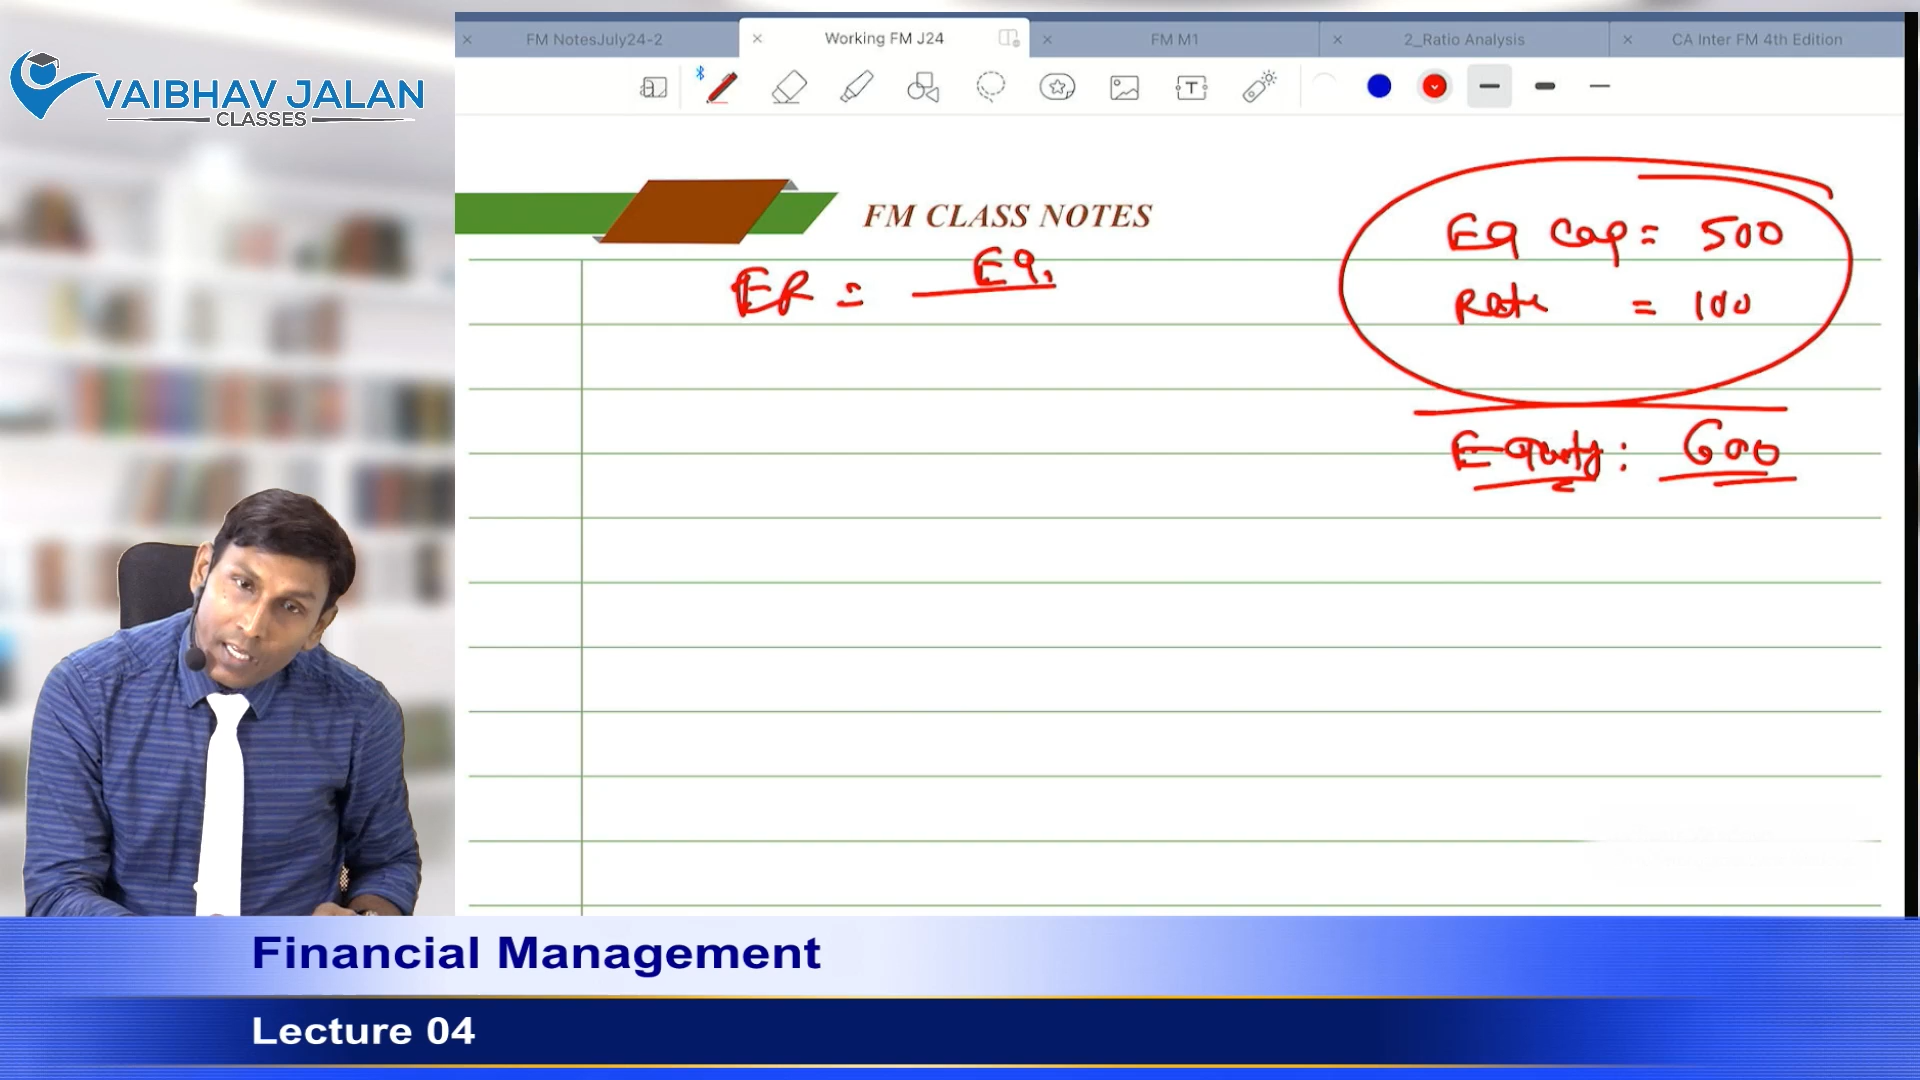 VAIBHAV JALAN
CLASSES
FM NotesJuly24-2
Working FM J24
FM M1
2_Ratio Analysis
CA Inter FM 4th Edition
T
FM CLASS NOTES
ER = Eq.
Eq Cap = 500
= 100
Equity : 600
Financial Management
Lecture 04